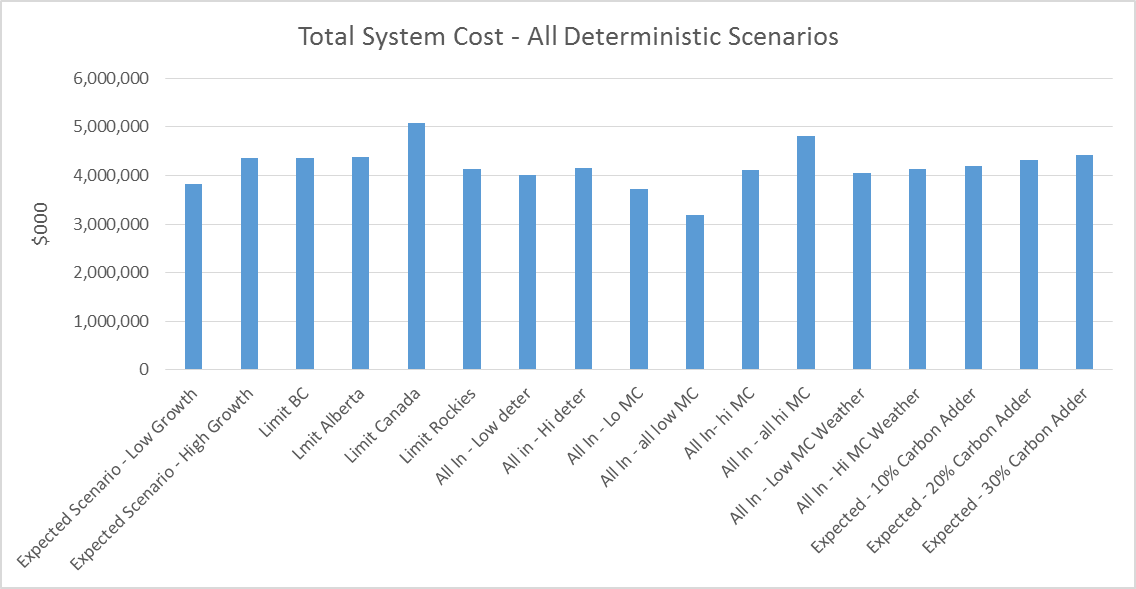 Total System Cost - All Deterministic Scenarios
6,000,000
5,000,000
4,000,000
3,000,000
2,000,000
1,000,000
0
$000
Expected Scenario - Low Growth
Expected Scenario - High Growth
Limit BC
Lmit Alberta
Limit Canada
Limit Rockies
All In - Low deter
All in - Hi deter
All In - Lo MC
All In - all low MC
All In- hi MC
All In - all hi MC
All In - Low MC Weather
All In - Hi MC Weather
Expected - 10% Carbon Adder
Expected - 20% Carbon Adder
Expected - 30% Carbon Adder